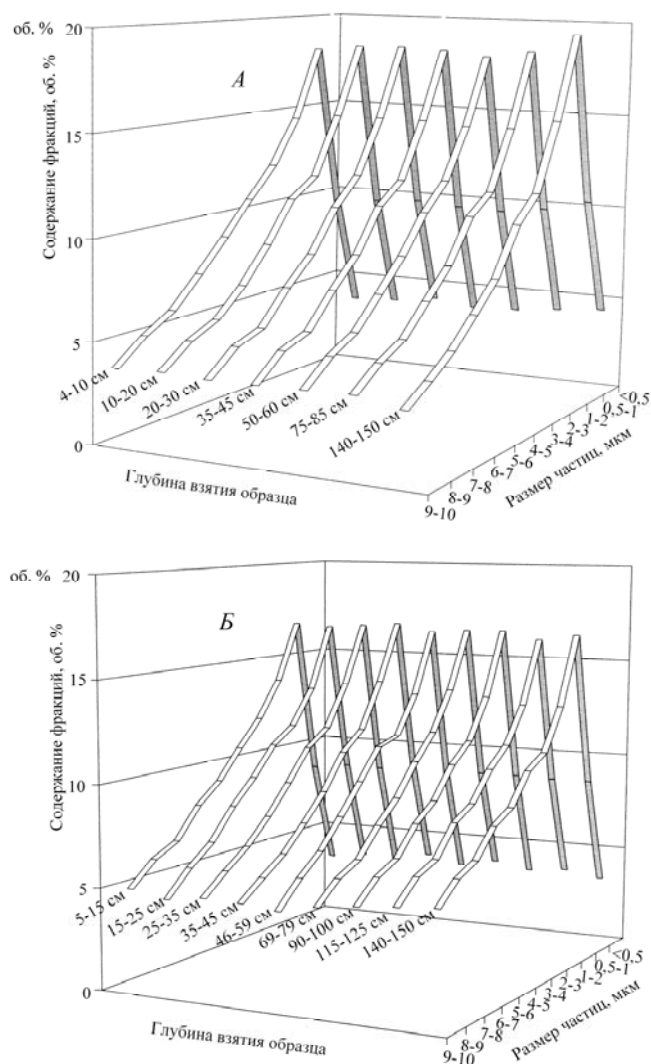 об. %
20
А
15
10
5
0
Содержание фракций, об. %
4-10 см
10-20 см
20-30 см
35-45 см
50-60 см
75-85 см
140-150 см
Глубина взятия образца
<0,5
0,5-1
1-2
2-3
3-4
4-5
5-6
6-7
7-8
8-9
9-10
Размер частиц, мкм
об. %
20
Б
15
10
5
0
Содержание фракций, об. %
5-15 см
15-25 см
25-35 см
35-45 см
46-59 см
69-79 см
90-100 см
115-125 см
140-150 см
Глубина взятия образца
<0,5
0,5-1
1-2
2-3
3-4
4-5
5-6
6-7
7-8
8-9
9-10
Размер частиц, мкм